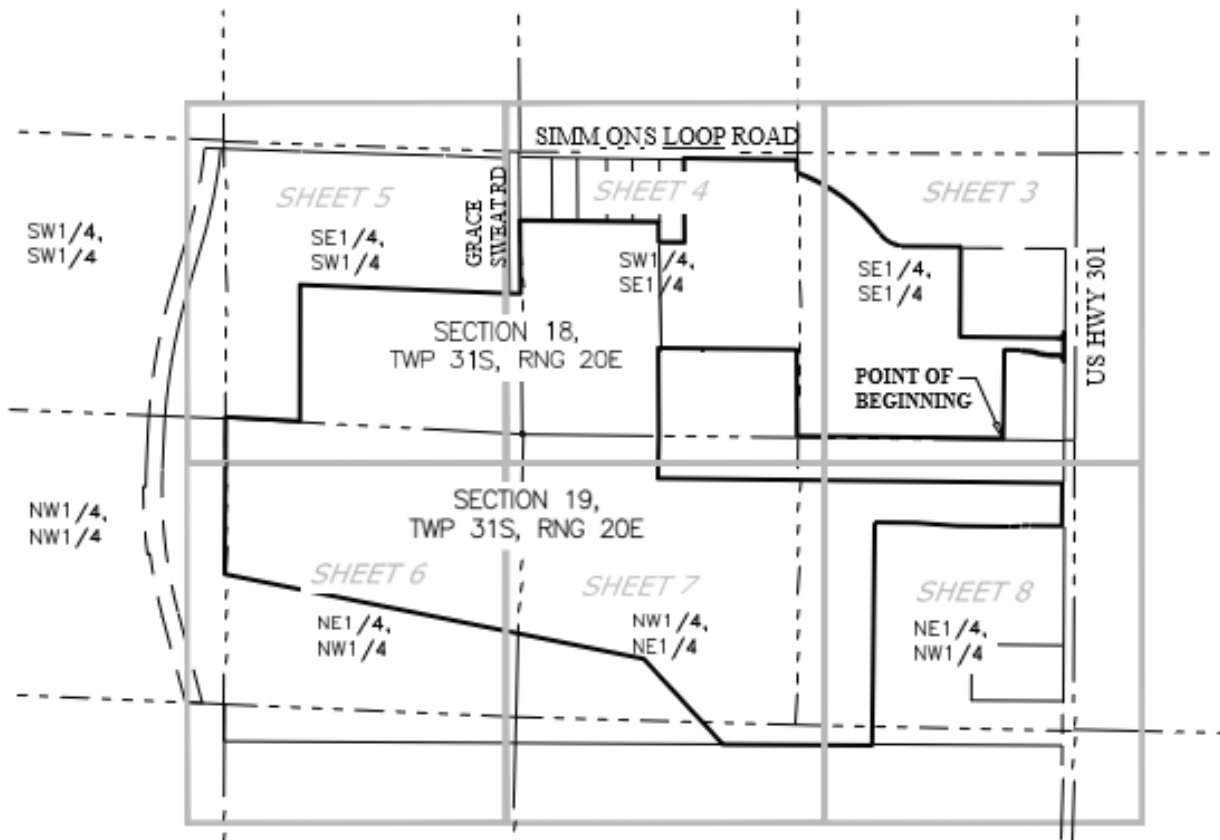 SIMMONS LOOP ROAD
SHEET 5
SHEET 4
SHEET 3
SW1/4,
SW1/4
SE1/4,
SW1/4
GRACE
SWEAT RD
SW1/4,
SE1/4
SE1/4,
SE1/4
US HWY 301
SECTION 18,
TWP 31S, RNG 20E
POINT OF
BEGINNING
NW1/4,
NW1/4
SECTION 19,
TWP 31S, RNG 20E
SHEET 6
SHEET 7
SHEET 8
NE1/4,
NW1/4
NW1/4,
NE1/4
NE1/4,
NW1/4